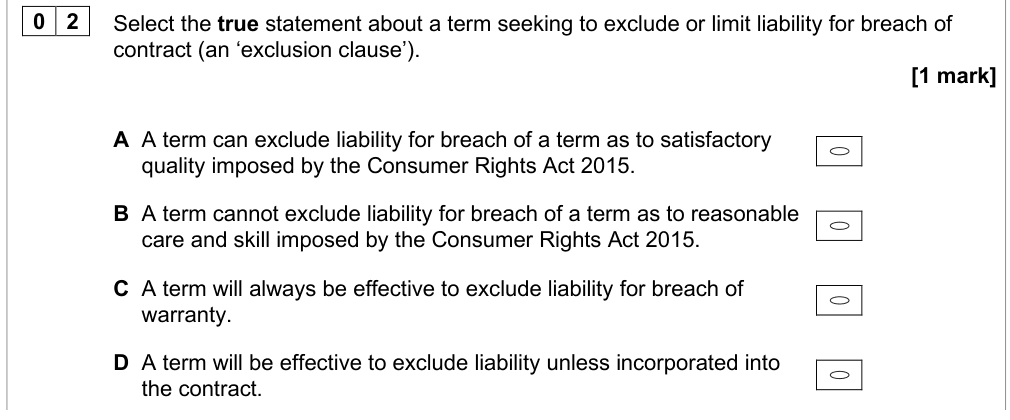 0 2 Select the true statement about a term seeking to exclude or limit liability for breach of
contract (an ‘exclusion clause’).
[1 mark]
A A term can exclude liability for breach of a term as to satisfactory
quality imposed by the Consumer Rights Act 2015.
B A term cannot exclude liability for breach of a term as to reasonable
care and skill imposed by the Consumer Rights Act 2015.
C A term will always be effective to exclude liability for breach of
warranty.
D A term will be effective to exclude liability unless incorporated into
the contract.